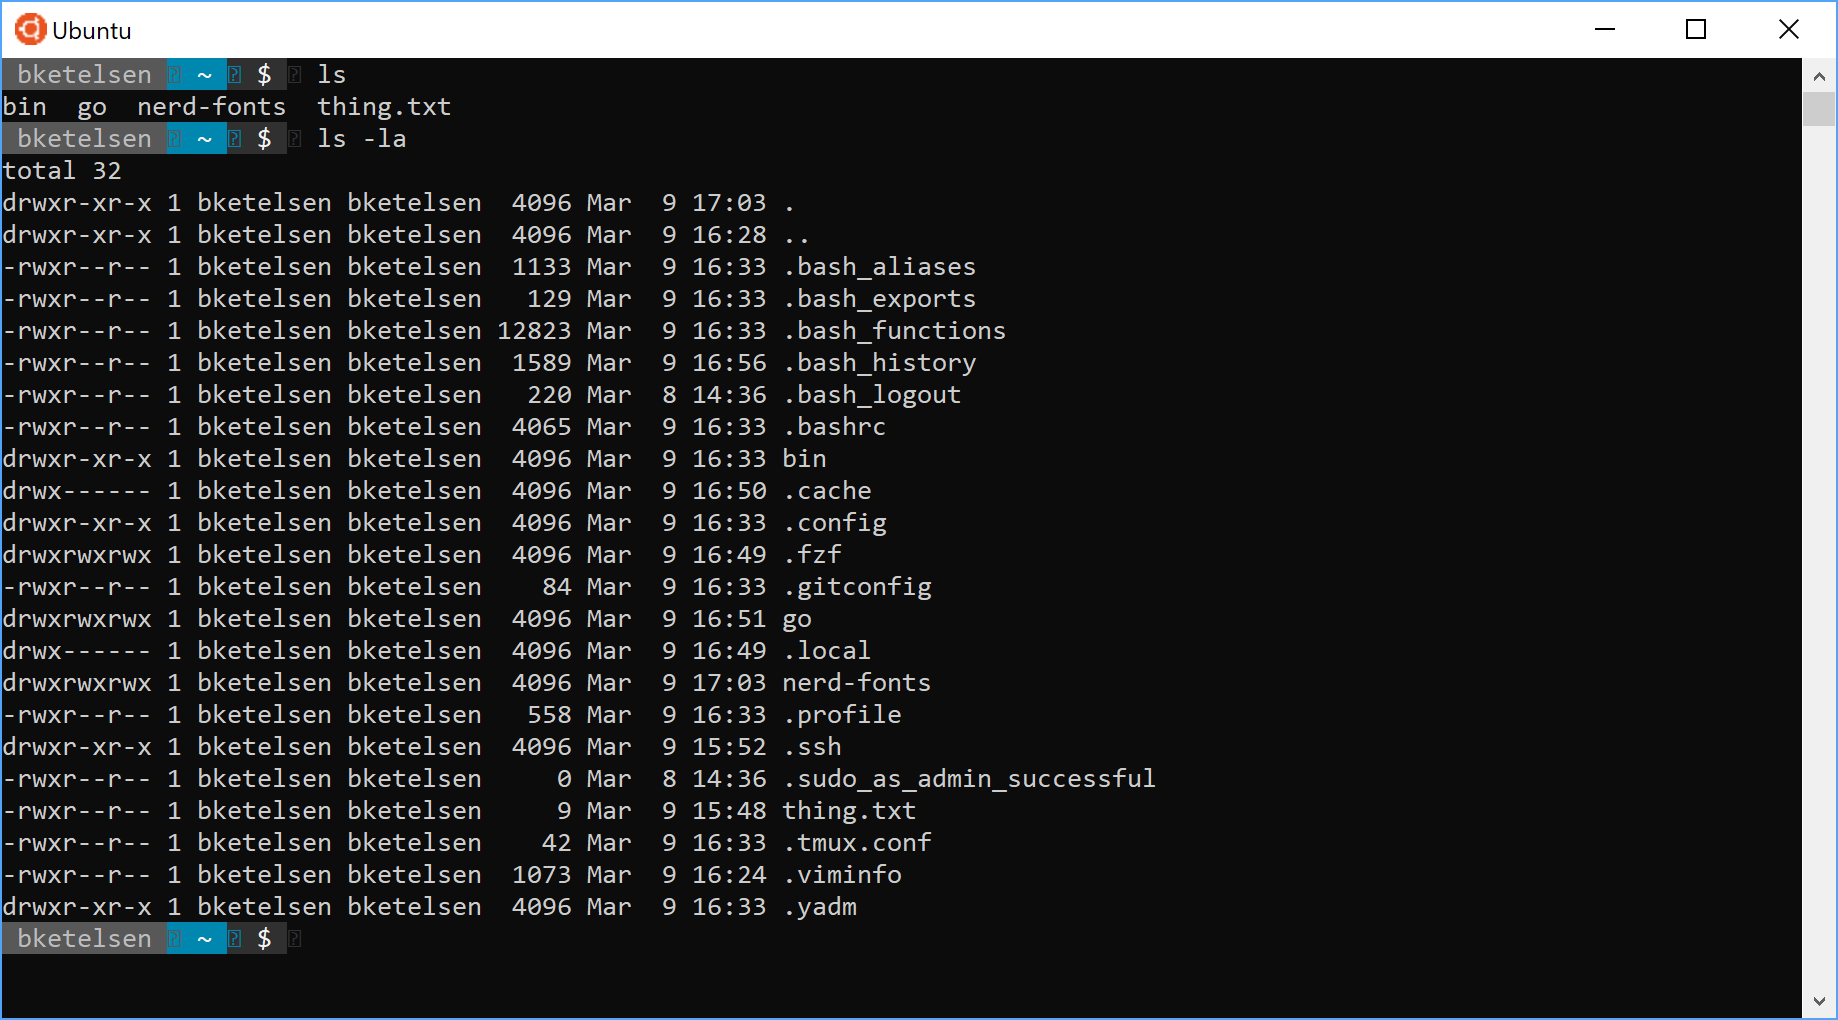 Ubuntu
bketelsen ~ $ ls
bin  go  nerd-fonts  thing.txt
bketelsen ~ $ ls -la
total 32
drwxr-xr-x 1 bketelsen bketelsen  4096 Mar  9 17:03 .
drwxr-xr-x 1 bketelsen bketelsen  4096 Mar  9 16:28 ..
-rwxr--r-- 1 bketelsen bketelsen  1133 Mar  9 16:33 .bash_aliases
-rwxr--r-- 1 bketelsen bketelsen   129 Mar  9 16:33 .bash_exports
-rwxr--r-- 1 bketelsen bketelsen 12823 Mar  9 16:33 .bash_functions
-rwxr--r-- 1 bketelsen bketelsen  1589 Mar  9 16:56 .bash_history
-rwxr--r-- 1 bketelsen bketelsen   220 Mar  8 14:36 .bash_logout
-rwxr--r-- 1 bketelsen bketelsen  4065 Mar  9 16:33 .bashrc
drwxr-xr-x 1 bketelsen bketelsen  4096 Mar  9 16:33 bin
drwx------ 1 bketelsen bketelsen  4096 Mar  9 16:50 .cache
drwxr-xr-x 1 bketelsen bketelsen  4096 Mar  9 16:33 .config
drwxrwxrwx 1 bketelsen bketelsen  4096 Mar  9 16:49 .fzf
-rwxr--r-- 1 bketelsen bketelsen    84 Mar  9 16:33 .gitconfig
drwxrwxrwx 1 bketelsen bketelsen  4096 Mar  9 16:51 go
drwx------ 1 bketelsen bketelsen  4096 Mar  9 16:49 .local
drwxrwxrwx 1 bketelsen bketelsen  4096 Mar  9 17:03 nerd-fonts
-rwxr--r-- 1 bketelsen bketelsen   558 Mar  9 16:33 .profile
drwxr-xr-x 1 bketelsen bketelsen  4096 Mar  9 15:52 .ssh
-rwxr--r-- 1 bketelsen bketelsen     0 Mar  8 14:36 .sudo_as_admin_successful
-rwxr--r-- 1 bketelsen bketelsen     9 Mar  9 15:48 thing.txt
-rwxr--r-- 1 bketelsen bketelsen    42 Mar  9 16:33 .tmux.conf
-rwxr--r-- 1 bketelsen bketelsen  1073 Mar  9 16:24 .viminfo
drwxr-xr-x 1 bketelsen bketelsen  4096 Mar  9 16:33 .yadm
bketelsen ~ $